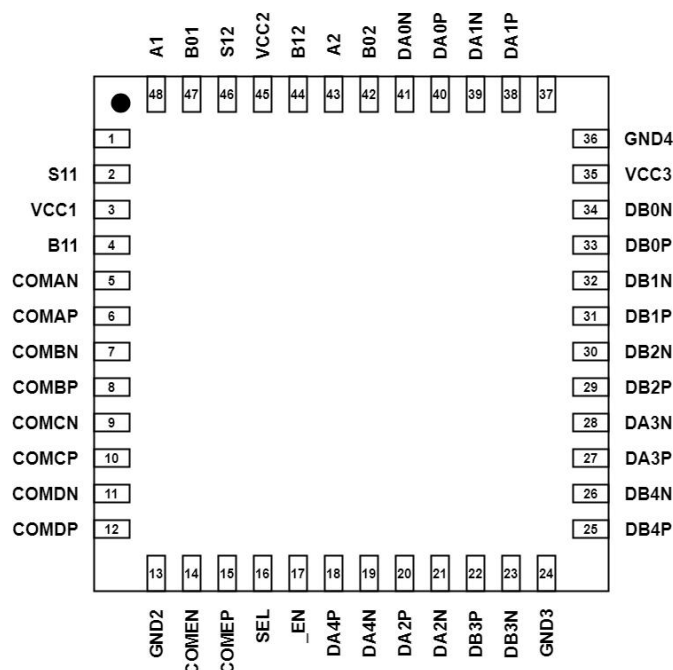 A1 B01 S12 VCC2 B12 A2 B02 DA0N DA0P DA1N DA1P
48 47 46 45 44 43 42 41 40 39 38 37
1 36 GND4
S11 2 35 VCC3
VCC1 3 34 DB0N
B11 4 33 DB0P
COMAN 5 32 DB1N
COMAP 6 31 DB1P
COMBN 7 30 DB2N
COMBP 8 29 DB2P
COMCN 9 28 DA3N
COMCP 10 27 DA3P
COMDN 11 26 DB4N
COMDP 12 25 DB4P
13 14 15 16 17 18 19 20 21 22 23 24
GND2 COMEN COMEP SEL _EN DA4P DA4N DA2P DA2N DB3P DB3N GND3